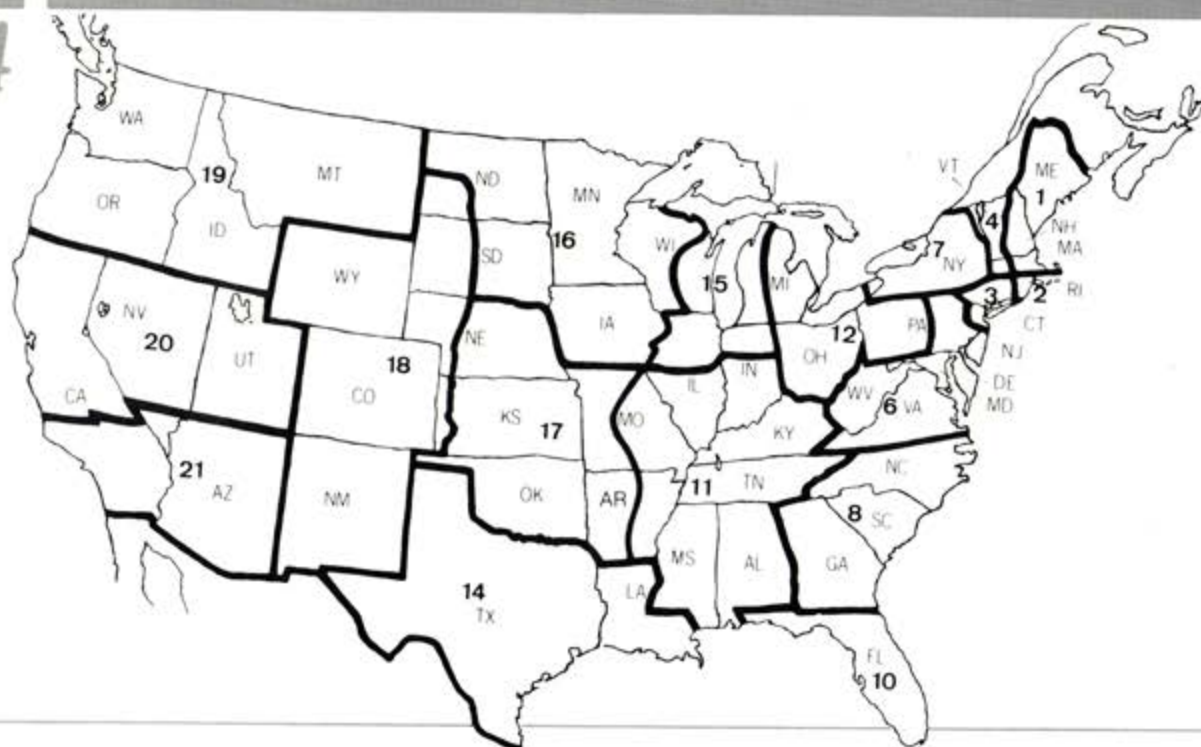 WA
VT
ME
MT
ND
MN
1
19
4
OR
NH
ID
WI
7
MA
16
NY
SD
WY
15
MI
3
2
RI
NV
IA
12
PA
CT
20
NE
OH
UT
18
NJ
IN
IL
DE
CO
WV
VA
MD
CA
6
KS
MO
17
KY
NC
21
AZ
TN
11
NM
OK
AR
8
SC
MS
AL
GA
14
LA
TX
FL
10